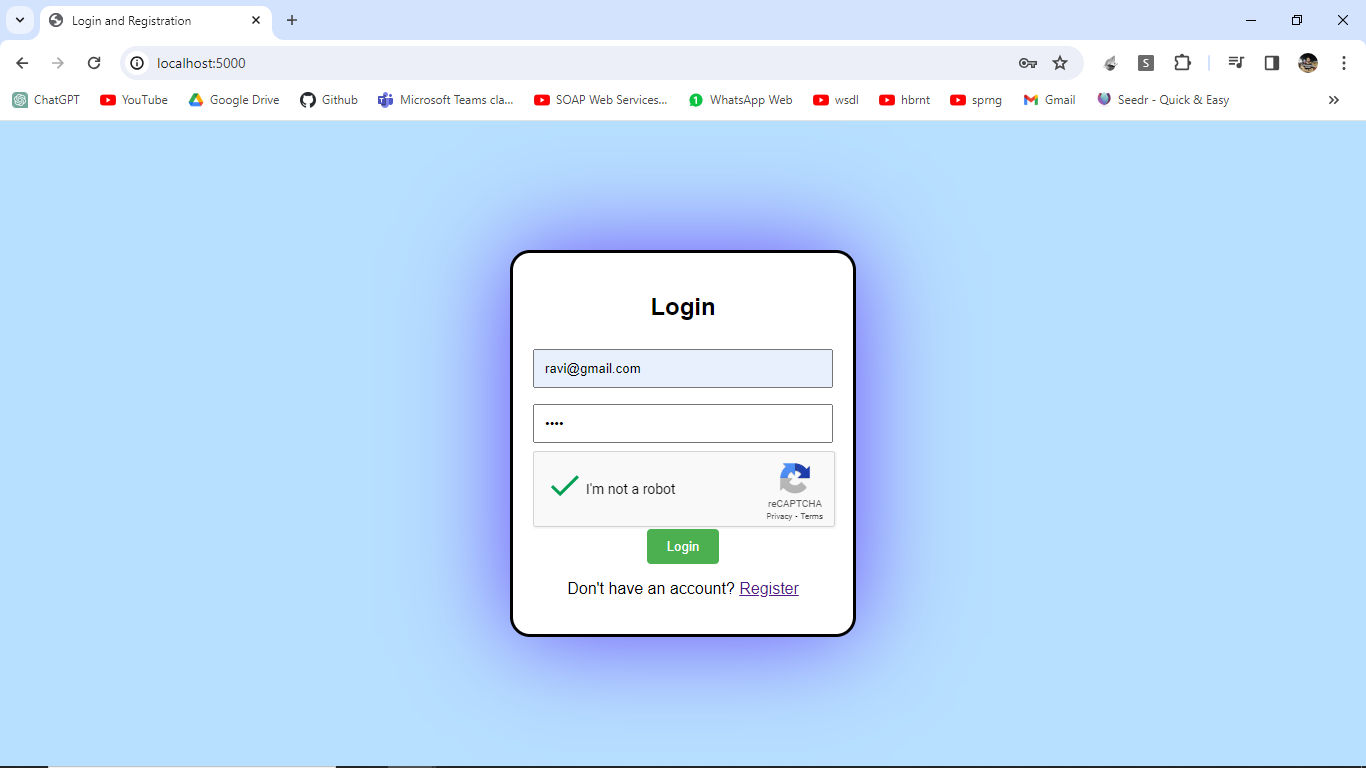 Login and Registration
localhost:5000
S
ChatGPT YouTube Google Drive Github Microsoft Teams cla... SOAP Web Services... 1 WhatsApp Web wsdl hbrnt sprng Gmail Seedr - Quick & Easy
Login
ravi@gmail.com
••••
I'm not a robot
reCAPTCHA
Privacy - Terms
Login
Don't have an account? Register